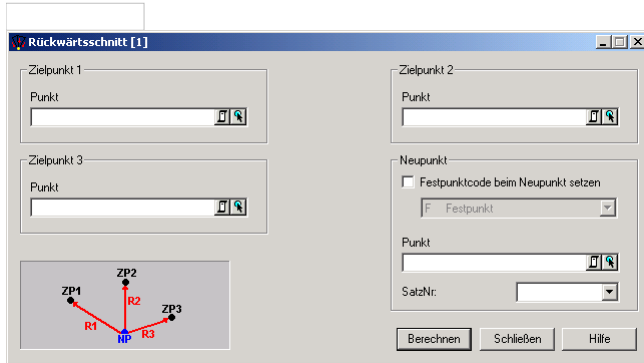 Rückwärtsschnitt [1]
Zielpunkt 1
Punkt
Zielpunkt 2
Punkt
Zielpunkt 3
Punkt
Neupunkt
Festpunktcode beim Neupunkt setzen
F Festpunkt
Punkt
SatzNr:
ZP1
ZP2
ZP3
R1
R2
R3
NP
Berechnen
Schließen
Hilfe